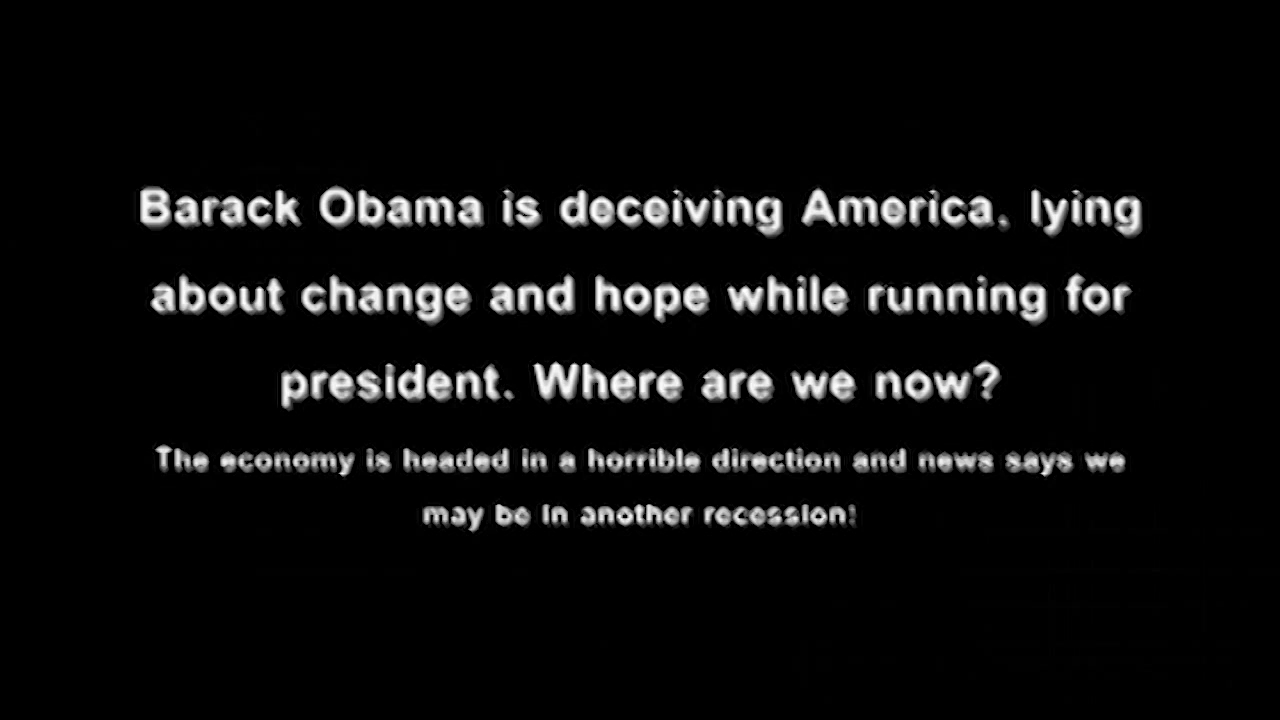 Barack Obama is deceiving America, lying
about change and hope while running for
president. Where are we now?
The economy is headed in a horrible direction and news says we
may be in another recession!